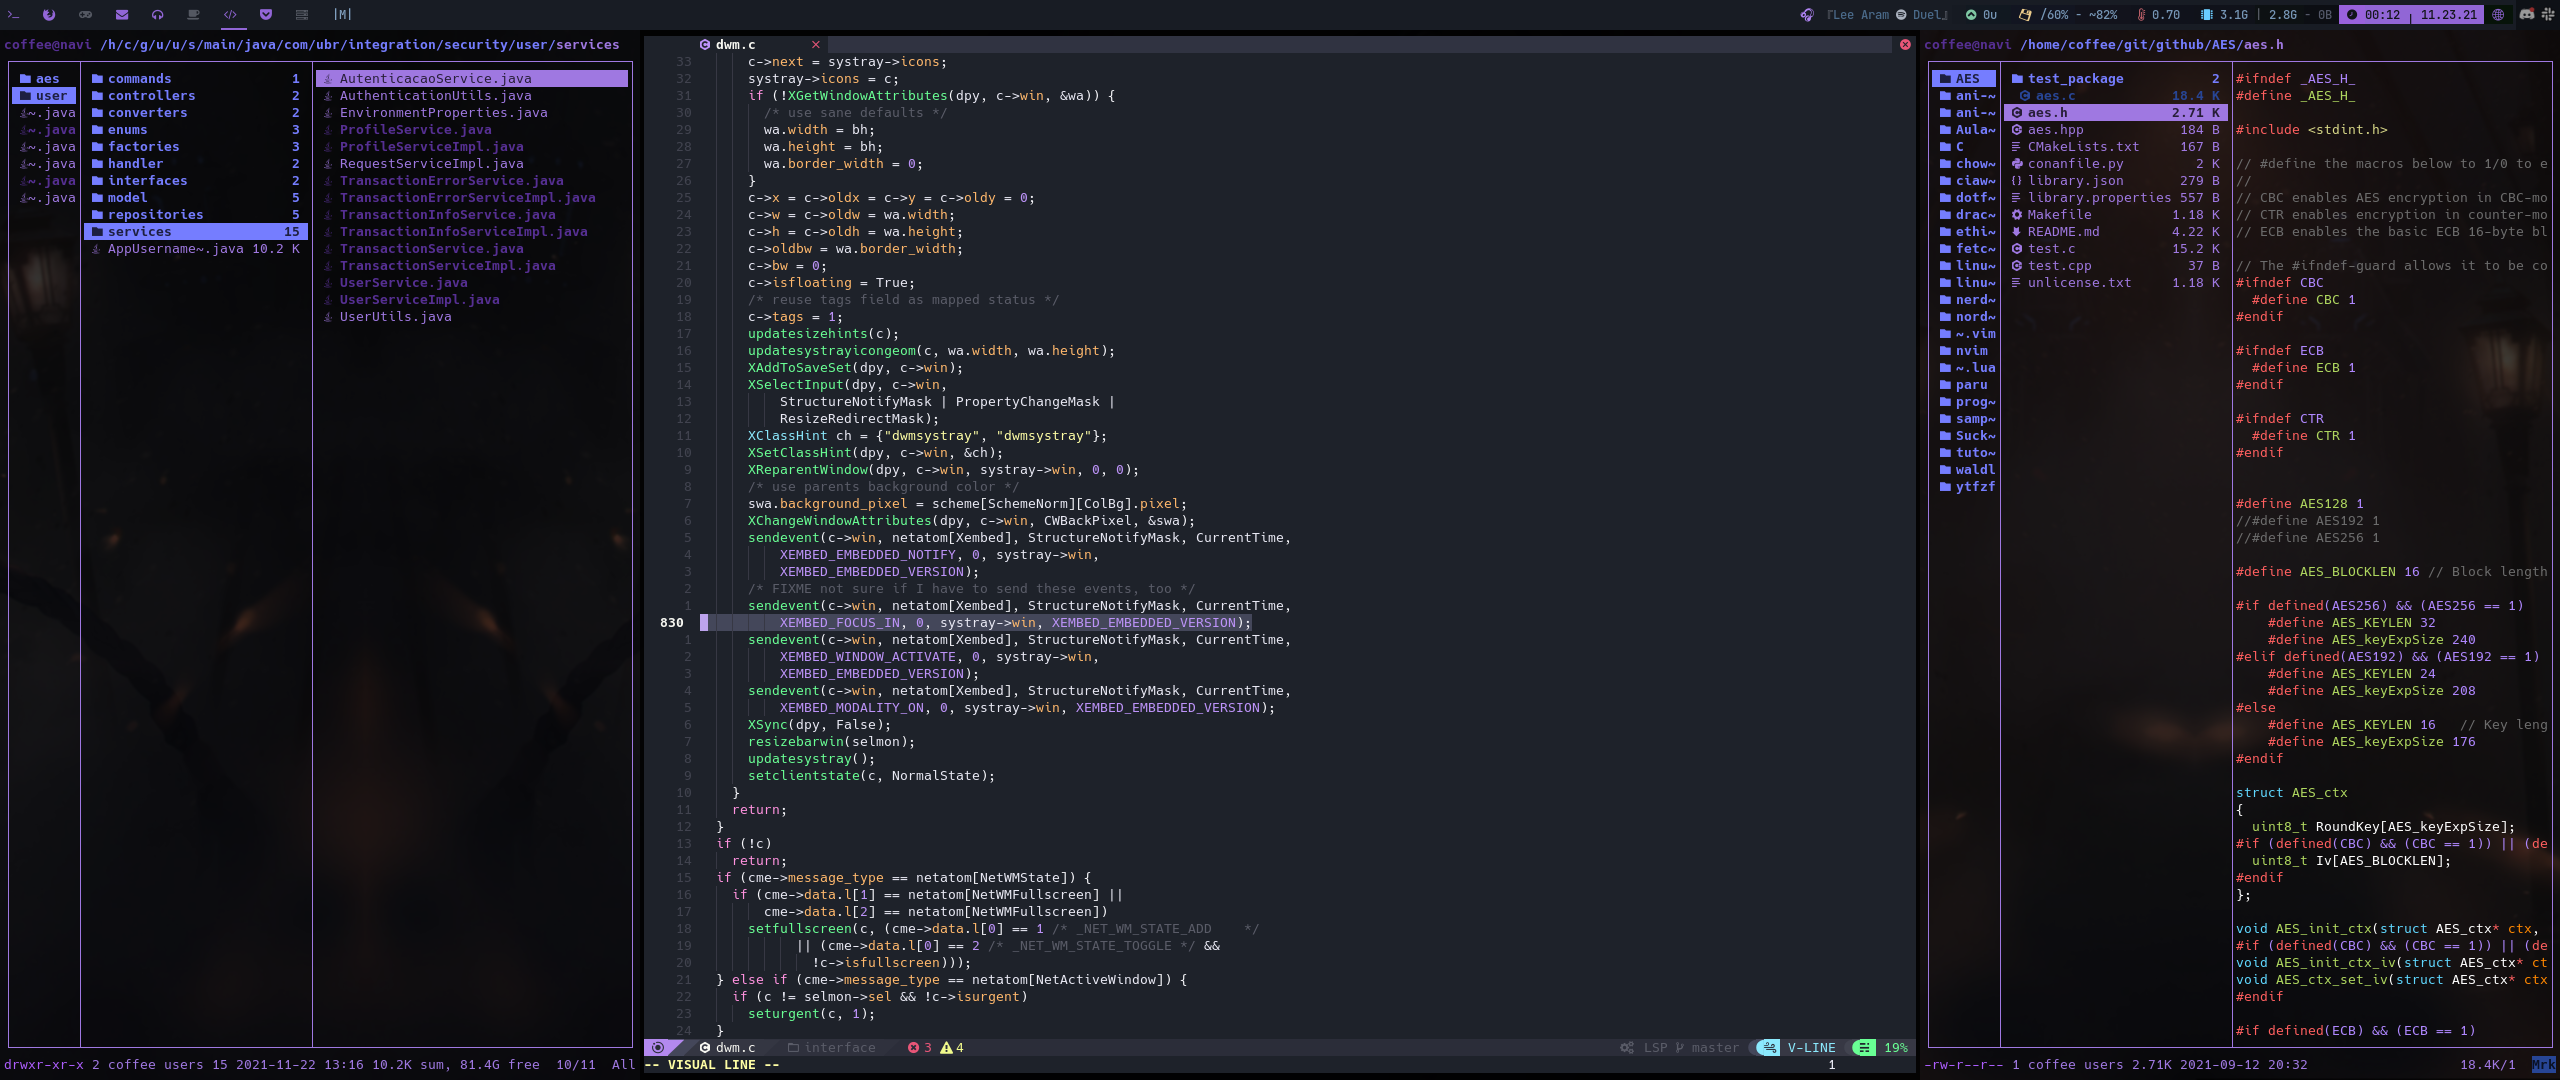 |M|
『Lee Aram Duel』 0u /60% - ~82% 0.70 3.1G | 2.8G - 0B 00:12 | 11.23.21
coffee@navi /h/c/g/u/u/s/main/java/com/ubr/integration/security/user/services
aes
user
~.java
~.java
~.java
~.java
~.java
~.java
commands 1
controllers 2
converters 2
enums 3
factories 3
handler 2
interfaces 2
model 5
repositories 5
services 15
AppUsername~.java 10.2 K
AutenticacaoService.java
AuthenticationUtils.java
EnvironmentProperties.java
ProfileService.java
ProfileServiceImpl.java
RequestServiceImpl.java
TransactionErrorService.java
TransactionErrorServiceImpl.java
TransactionInfoService.java
TransactionInfoServiceImpl.java
TransactionService.java
TransactionServiceImpl.java
UserService.java
UserServiceImpl.java
UserUtils.java
drwxr-xr-x 2 coffee users 15 2021-11-22 13:16 10.2K sum, 81.4G free 10/11 All
dwm.c
33 c->next = systray->icons;
32 systray->icons = c;
31 if (!XGetWindowAttributes(dpy, c->win, &wa)) {
30 /* use sane defaults */
29 wa.width = bh;
28 wa.height = bh;
27 wa.border_width = 0;
26 }
25 c->x = c->oldx = c->y = c->oldy = 0;
24 c->w = c->oldw = wa.width;
23 c->h = c->oldh = wa.height;
22 c->oldbw = wa.border_width;
21 c->bw = 0;
20 c->isfloating = True;
19 /* reuse tags field as mapped status */
18 c->tags = 1;
17 updatesizehints(c);
16 updatesystrayicongeom(c, wa.width, wa.height);
15 XAddToSaveSet(dpy, c->win);
14 XSelectInput(dpy, c->win,
13 StructureNotifyMask | PropertyChangeMask |
12 ResizeRedirectMask);
11 XClassHint ch = {"dwmsystray", "dwmsystray"};
10 XSetClassHint(dpy, c->win, &ch);
9 XReparentWindow(dpy, c->win, systray->win, 0, 0);
8 /* use parents background color */
7 swa.background_pixel = scheme[SchemeNorm][ColBg].pixel;
6 XChangeWindowAttributes(dpy, c->win, CWBackPixel, &swa);
5 sendevent(c->win, netatom[Xembed], StructureNotifyMask, CurrentTime,
4 XEMBED_EMBEDDED_NOTIFY, 0, systray->win,
3 XEMBED_EMBEDDED_VERSION);
2 /* FIXME not sure if I have to send these events, too */
1 sendevent(c->win, netatom[Xembed], StructureNotifyMask, CurrentTime,
830 XEMBED_FOCUS_IN, 0, systray->win, XEMBED_EMBEDDED_VERSION);
1 sendevent(c->win, netatom[Xembed], StructureNotifyMask, CurrentTime,
2 XEMBED_WINDOW_ACTIVATE, 0, systray->win,
3 XEMBED_EMBEDDED_VERSION);
4 sendevent(c->win, netatom[Xembed], StructureNotifyMask, CurrentTime,
5 XEMBED_MODALITY_ON, 0, systray->win, XEMBED_EMBEDDED_VERSION);
6 XSync(dpy, False);
7 resizebarwin(selmon);
8 updatesystray();
9 setclientstate(c, NormalState);
10 }
11 return;
12 }
13 if (!c)
14 return;
15 if (cme->message_type == netatom[NetWMState]) {
16 if (cme->data.l[1] == netatom[NetWMFullscreen] ||
17 cme->data.l[2] == netatom[NetWMFullscreen])
18 setfullscreen(c, (cme->data.l[0] == 1 /* _NET_WM_STATE_ADD */
19 || (cme->data.l[0] == 2 /* _NET_WM_STATE_TOGGLE */ &&
20 !c->isfullscreen)));
21 } else if (cme->message_type == netatom[NetActiveWindow]) {
22 if (c != selmon->sel && !c->isurgent)
23 seturgent(c, 1);
24 }
dwm.c interface 3 4 LSP master V-LINE 19%
-- VISUAL LINE -- 1
coffee@navi /home/coffee/git/github/AES/aes.h
AES
ani-~
ani-~
Aula~
C
chow~
ciaw~
dotf~
drac~
ethi~
fetc~
linu~
linu~
nerd~
nord~
~.vim
nvim
~.lua
paru
prog~
samp~
Suck~
tuto~
waldl
ytfzf
test_package 2
aes.c 18.4 K
aes.h 2.71 K
aes.hpp 184 B
CMakeLists.txt 167 B
conanfile.py 2 K
library.json 279 B
library.properties 557 B
Makefile 1.18 K
README.md 4.22 K
test.c 15.2 K
test.cpp 37 B
unlicense.txt 1.18 K
#ifndef _AES_H_
#define _AES_H_
#include <stdint.h>
// #define the macros below to 1/0 to e
//
// CBC enables AES encryption in CBC-mo
// CTR enables encryption in counter-mo
// ECB enables the basic ECB 16-byte bl
// The #ifndef-guard allows it to be co
#ifndef CBC
#define CBC 1
#endif
#ifndef ECB
#define ECB 1
#endif
#ifndef CTR
#define CTR 1
#endif
#define AES128 1
//#define AES192 1
//#define AES256 1
#define AES_BLOCKLEN 16 // Block length
#if defined(AES256) && (AES256 == 1)
#define AES_KEYLEN 32
#define AES_keyExpSize 240
#elif defined(AES192) && (AES192 == 1)
#define AES_KEYLEN 24
#define AES_keyExpSize 208
#else
#define AES_KEYLEN 16 // Key leng
#define AES_keyExpSize 176
#endif
struct AES_ctx
{
uint8_t RoundKey[AES_keyExpSize];
#if (defined(CBC) && (CBC == 1)) || (de
uint8_t Iv[AES_BLOCKLEN];
#endif
};
void AES_init_ctx(struct AES_ctx* ctx,
#if (defined(CBC) && (CBC == 1)) || (de
void AES_init_ctx_iv(struct AES_ctx* ct
void AES_ctx_set_iv(struct AES_ctx* ctx
#endif
#if defined(ECB) && (ECB == 1)
-rw-r--r-- 1 coffee users 2.71K 2021-09-12 20:32 18.4K/1 Mrk